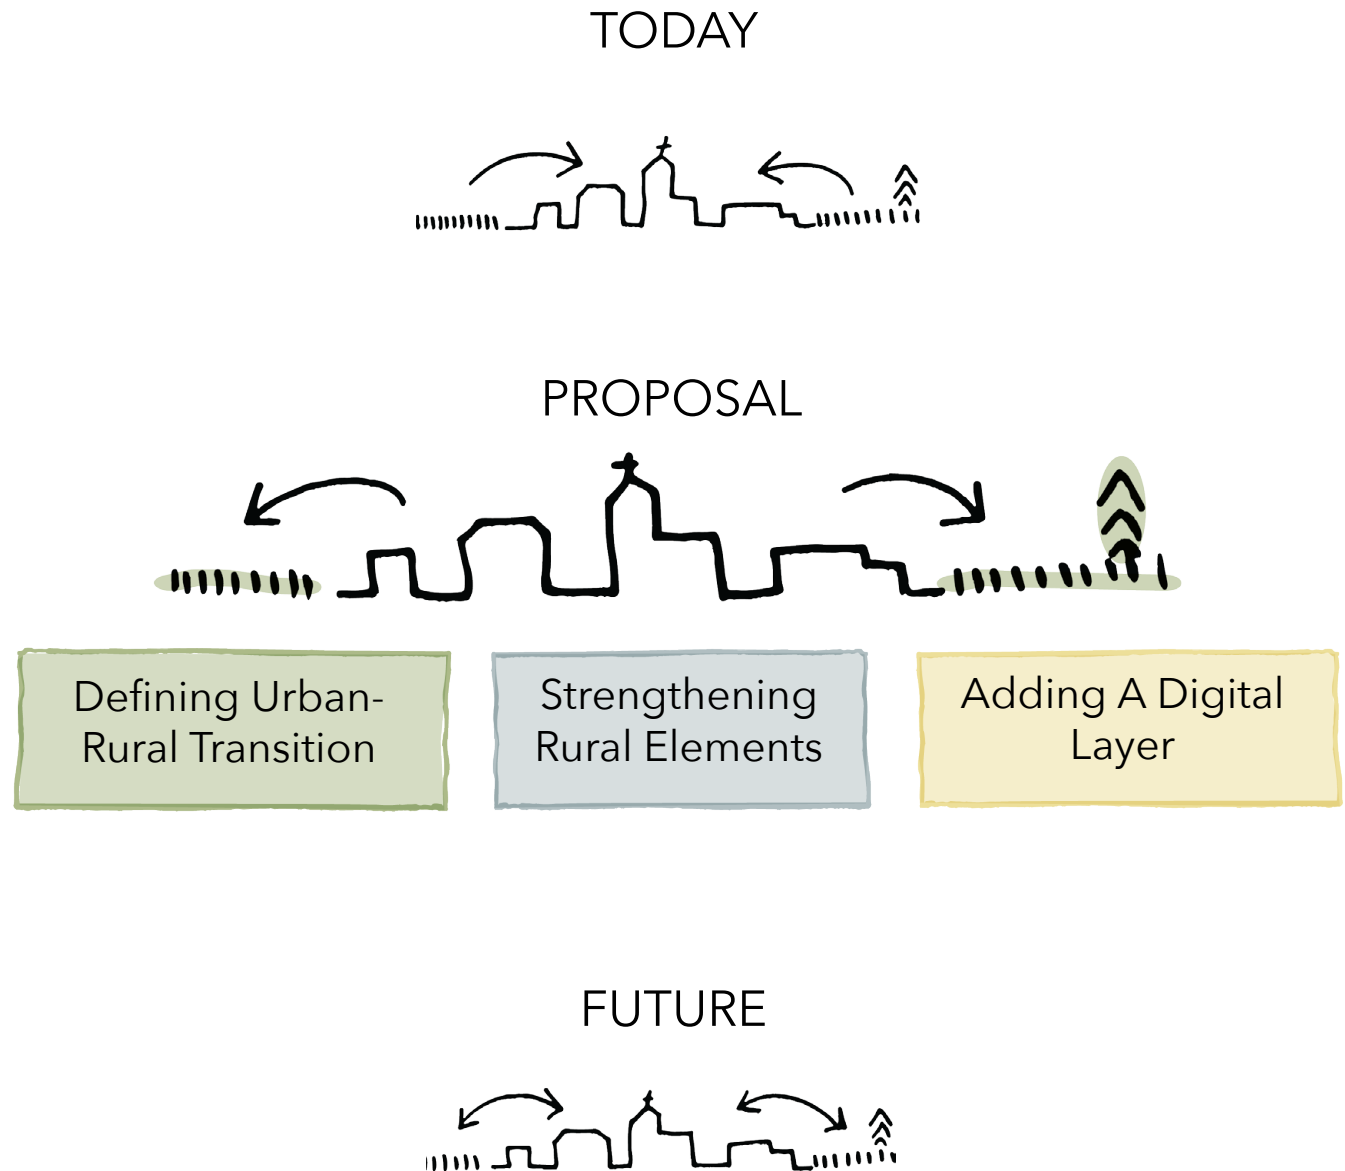 TODAY
PROPOSAL
Defining Urban-
Rural Transition
Strengthening
Rural Elements
Adding A Digital
Layer
FUTURE